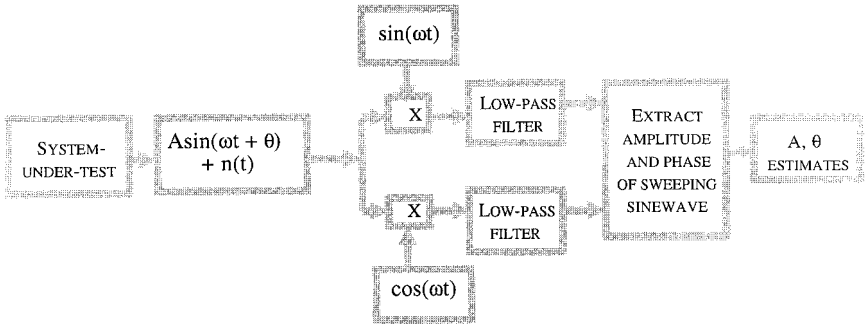 sin(ωt)
X
LOW-PASS
FILTER
SYSTEM-
UNDER-TEST
Asin(ωt + θ)
+ n(t)
EXTRACT
AMPLITUDE
AND PHASE
OF SWEEPING
SINEWAVE
A, θ
ESTIMATES
X
LOW-PASS
FILTER
cos(ωt)